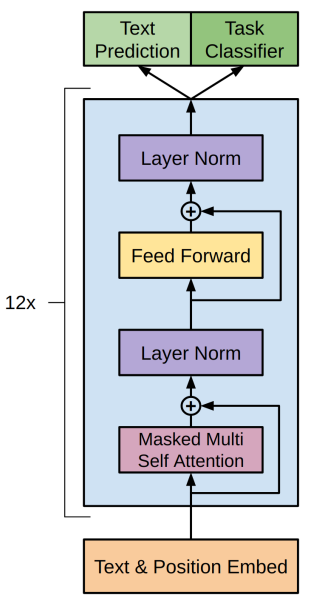 Text
Prediction
Task
Classifier
Layer Norm
Feed Forward
12x
Layer Norm
Masked Multi
Self Attention
Text & Position Embed